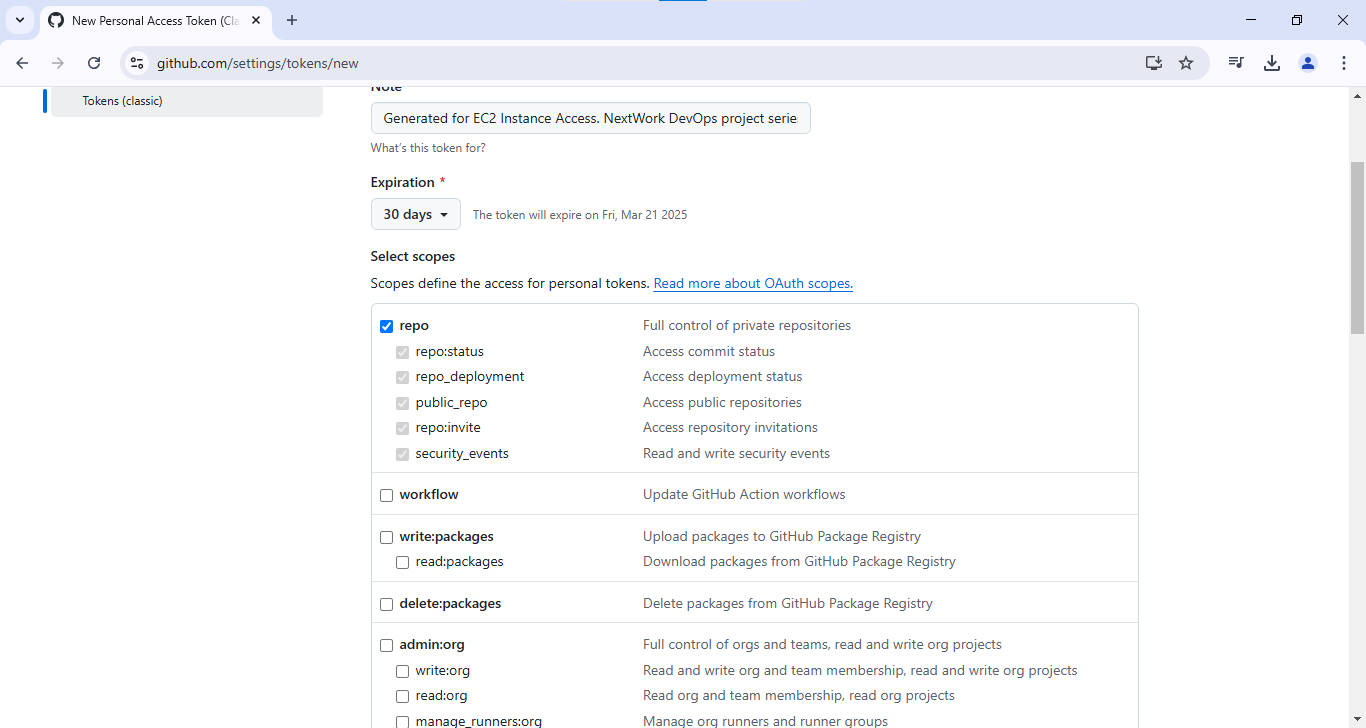 New Personal Access Token (Cla
github.com/settings/tokens/new
Tokens (classic)
Note
Generated for EC2 Instance Access. NextWork DevOps project serie
What's this token for?
Expiration *
30 days
The token will expire on Fri, Mar 21 2025
Select scopes
Scopes define the access for personal tokens. Read more about OAuth scopes.
repo Full control of private repositories
repo:status Access commit status
repo_deployment Access deployment status
public_repo Access public repositories
repo:invite Access repository invitations
security_events Read and write security events
workflow Update GitHub Action workflows
write:packages Upload packages to GitHub Package Registry
read:packages Download packages from GitHub Package Registry
delete:packages Delete packages from GitHub Package Registry
admin:org Full control of orgs and teams, read and write org projects
write:org Read and write org and team membership, read and write org projects
read:org Read org and team membership, read org projects
manage_runners:org Manage org runners and runner groups